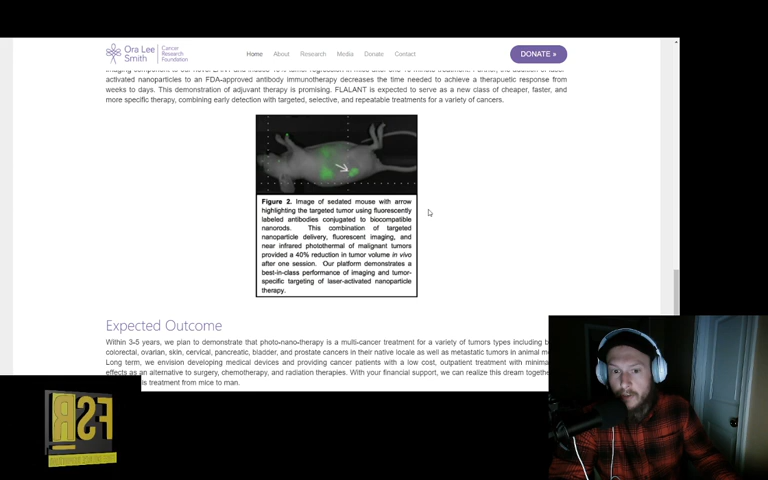 Ora Lee
Smith
Cancer
Research
Foundation
Home About Research Media Donate Contact
DONATE »
activated nanoparticles to an FDA-approved antibody immunotherapy decreases the time needed to achieve a therapuetic response from
weeks to days. This demonstration of adjuvant therapy is promising. FLALANT is expected to serve as a new class of cheaper, faster, and
more specific therapy, combining early detection with targeted, selective, and repeatable treatments for a variety of cancers.
Figure 2. Image of sedated mouse with arrow
highlighting the targeted tumor using fluorescently
labeled antibodies conjugated to biocompatible
nanorods. This combination of targeted
nanoparticle delivery, fluorescent imaging, and
near infrared photothermal of malignant tumors
provided a 40% reduction in tumor volume in vivo
after one session. Our platform demonstrates a
best-in-class performance of imaging and tumor-
specific targeting of laser-activated nanoparticle
therapy.
Expected Outcome
Within 3-5 years, we plan to demonstrate that photo-nano-therapy is a multi-cancer treatment for a variety of tumors types including
colorectal, ovarian, skin, cervical, pancreatic, bladder, and prostate cancers in their native locale as well as metastatic tumors in animal
Long term, we envision developing medical devices and providing cancer patients with a low cost, outpatient treatment with
effects as an alternative to surgery, chemotherapy, and radiation therapies. With your financial support, we can realize this dream
is treatment from mice to man.
FSR